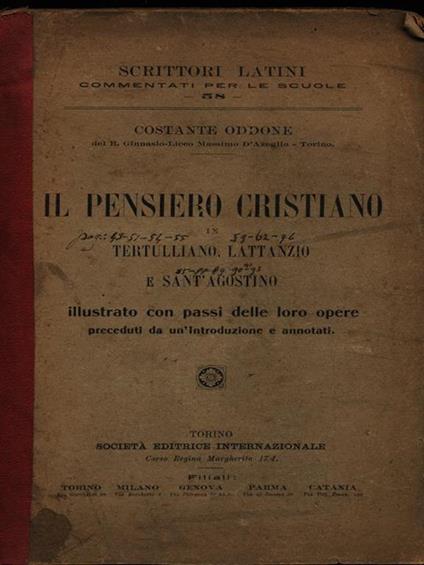 SCRITTORI LATINI
COMMENTATI PER LE SCUOLE
— 58 —
COSTANTE ODDONE
del R. Ginnasio-Liceo Massimo D'Azeglio - Torino.
IL PENSIERO CRISTIANO
IN
TERTULLIANO, LATTANZIO
E SANT'AGOSTINO
illustrato con passi delle loro opere
preceduti da un'introduzione e annotati.
TORINO
SOCIETÀ EDITRICE INTERNAZIONALE
Corso Regina Margherita 174.
Filiali:
TORINO MILANO GENOVA PARMA CATANIA